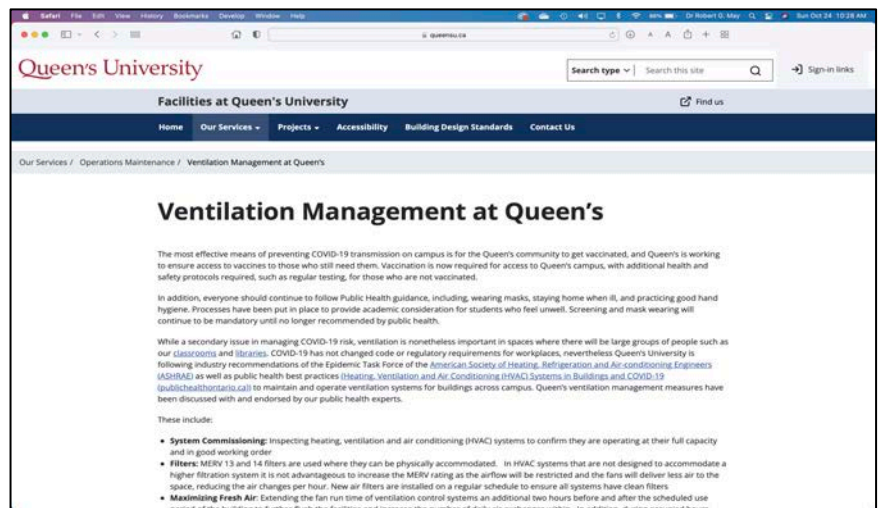 Safari File Edit View History Bookmarks Develop Window Help
Dr Robert G. May
Sun Oct 24 10:28 AM
queensu.ca
Queen's University
Search type
Search this site
Sign-in links
Facilities at Queen's University
Find us
Home Our Services Projects Accessibility Building Design Standards Contact Us
Our Services / Operations Maintenance / Ventilation Management at Queen's
Ventilation Management at Queen's
The most effective means of preventing COVID-19 transmission on campus is for the Queen's community to get vaccinated, and Queen's is working
to ensure access to vaccines to those who still need them. Vaccination is now required for access to Queen's campus, with additional health and
safety protocols required, such as regular testing, for those who are not vaccinated.
In addition, everyone should continue to follow Public Health guidance, including, wearing masks, staying home when ill, and practicing good hand
hygiene. Processes have been put in place to provide academic consideration for students who feel unwell. Screening and mask wearing will
continue to be mandatory until no longer recommended by public health.
While a secondary issue in managing COVID-19 risk, ventilation is nonetheless important in spaces where there will be large groups of people such as
our classrooms and libraries. COVID-19 has not changed code or regulatory requirements for workplaces, nevertheless Queen's University is
following industry recommendations of the Epidemic Task Force of the American Society of Heating, Refrigeration and Air-conditioning Engineers
(ASHRAE) as well as public health best practices (Heating, Ventilation and Air Conditioning (HVAC) Systems in Buildings and COVID-19
(publichealthontario.ca)) to maintain and operate ventilation systems for buildings across campus. Queen's ventilation management measures have
been discussed with and endorsed by our public health experts.
These include:
• System Commissioning: Inspecting heating, ventilation and air conditioning (HVAC) systems to confirm they are operating at their full capacity
and in good working order
• Filters: MERV 13 and 14 filters are used where they can be physically accommodated. In HVAC systems that are not designed to accommodate a
higher filtration system it is not advantageous to increase the MERV rating as the airflow will be restricted and the fans will deliver less air to the
space, reducing the air changes per hour. New air filters are installed on a regular schedule to ensure all systems have clean filters
• Maximizing Fresh Air: Extending the fan run time of ventilation control systems an additional two hours before and after the scheduled use